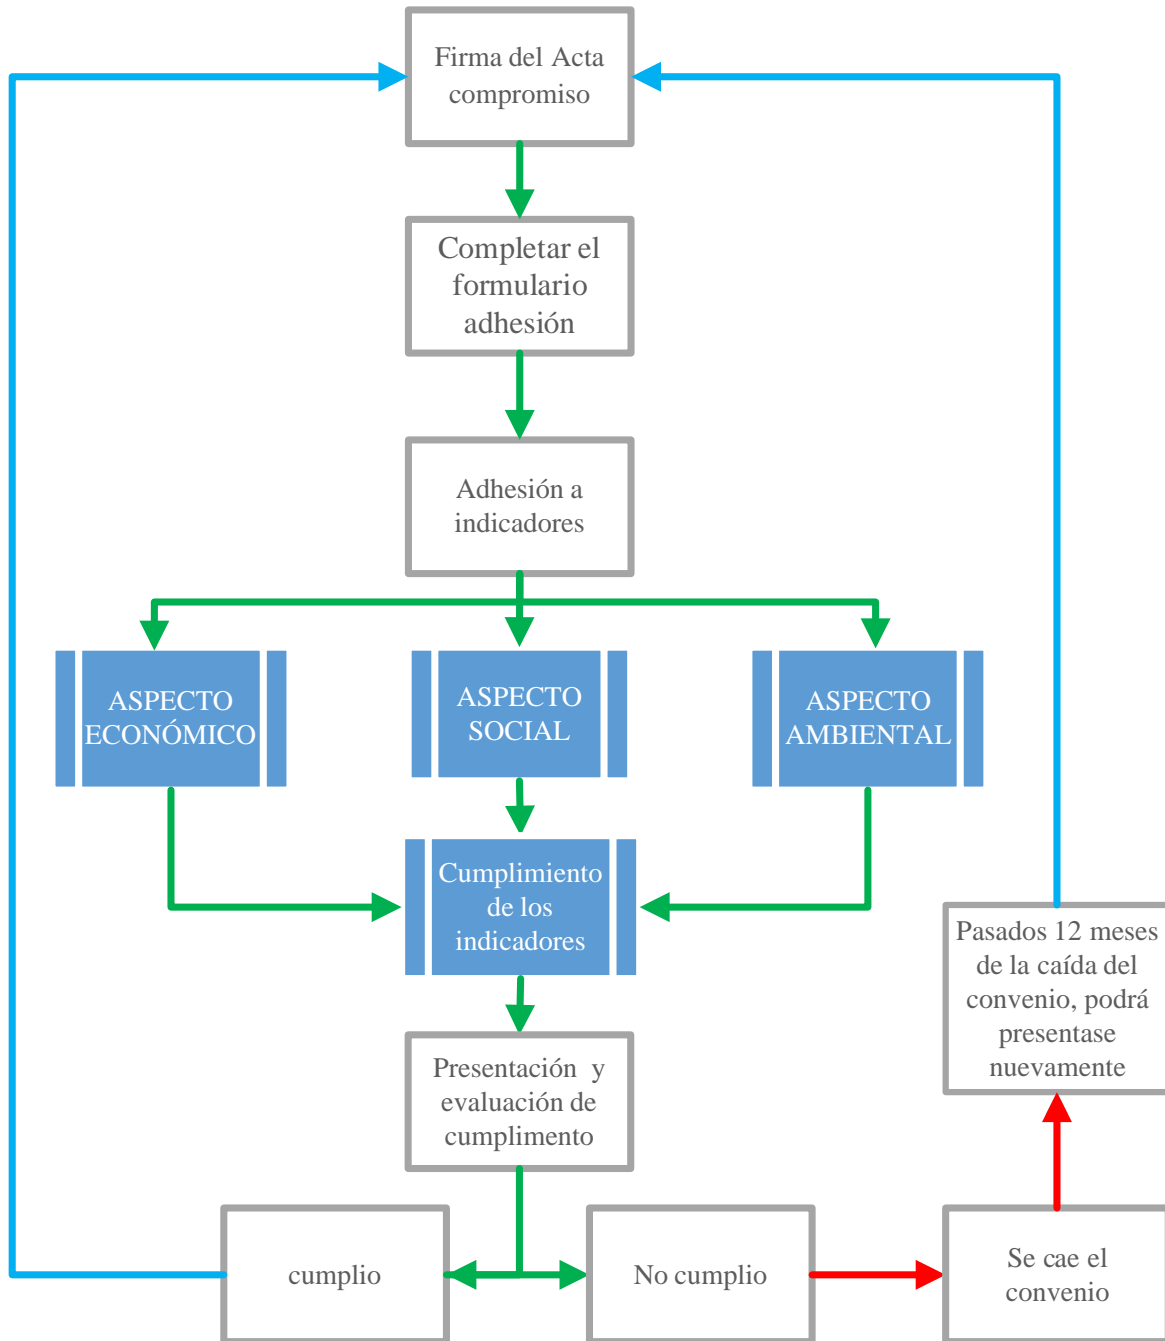 Firma del Acta
compromiso
Completar el
formulario
adhesión
Adhesión a
indicadores
ASPECTO
ECONÓMICO
ASPECTO
SOCIAL
ASPECTO
AMBIENTAL
Cumplimiento
de los
indicadores
Pasados 12 meses
de la caída del
convenio, podrá
presentase
nuevamente
Presentación y
evaluación de
cumplimento
cumplio
No cumplio
Se cae el
convenio